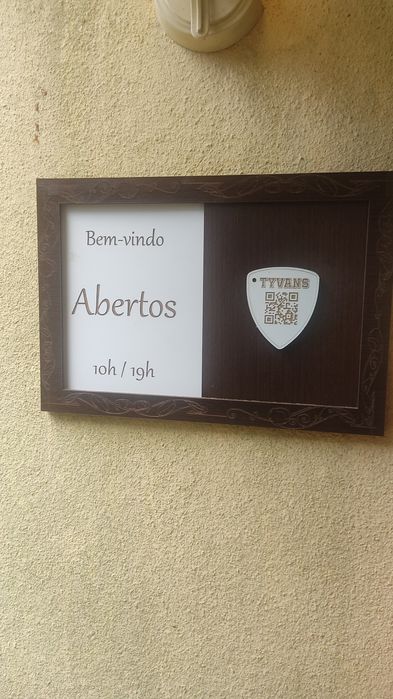 Bem-vindo
Abertos
10h / 19h
TYVANS